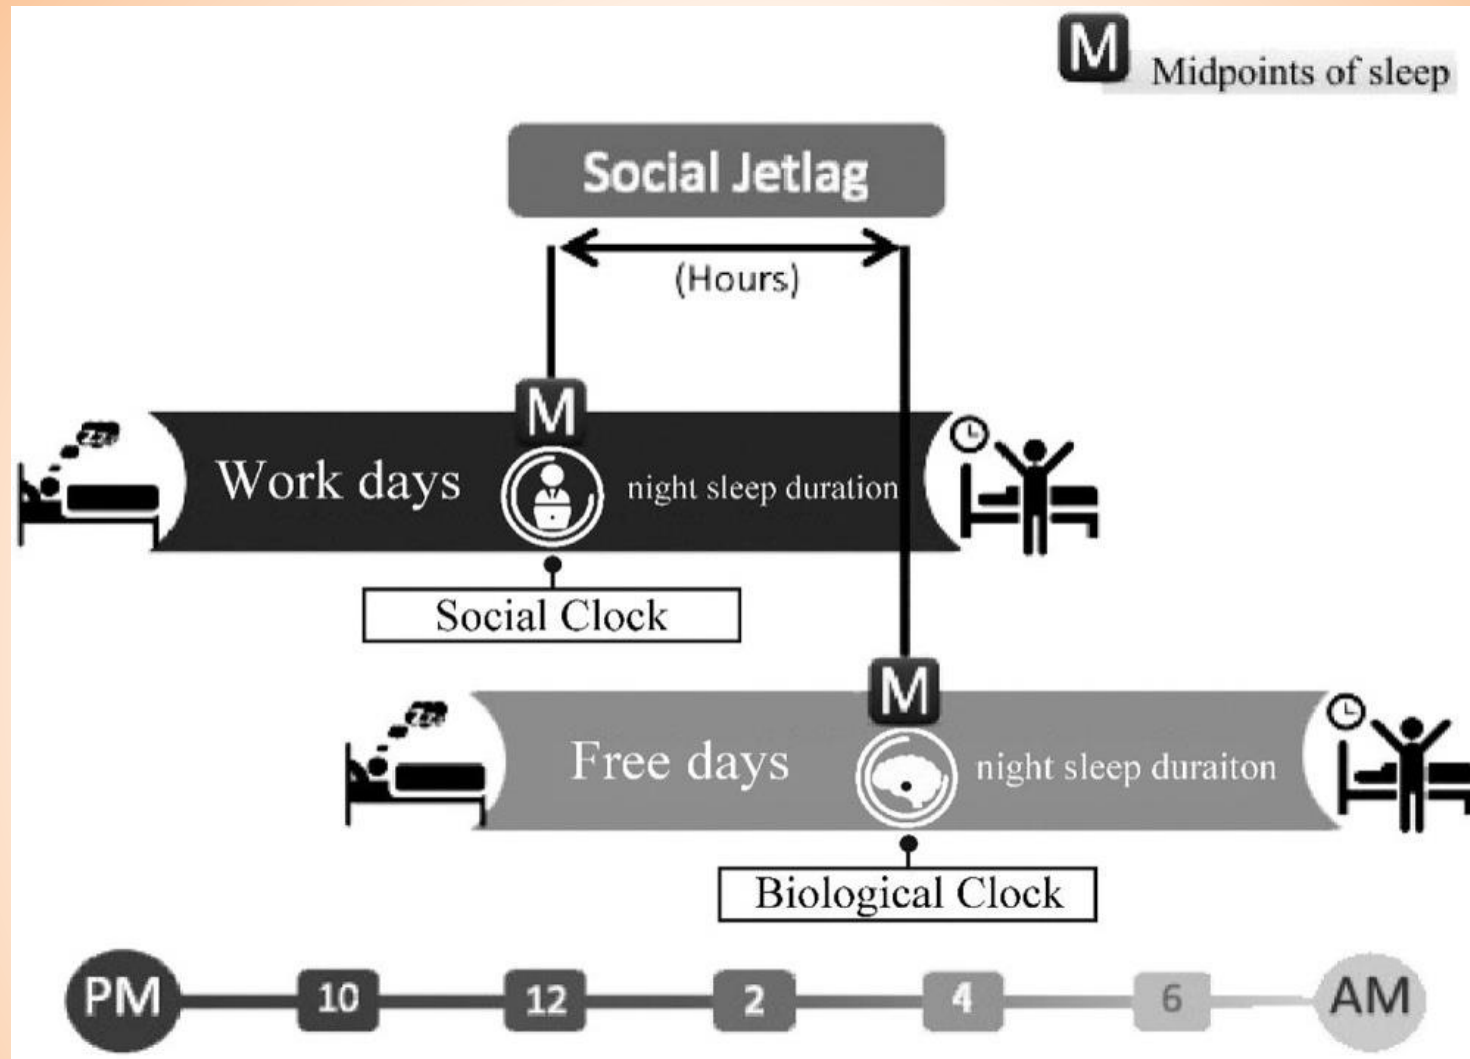 M Midpoints of sleep
Social Jetlag
(Hours)
M
Work days night sleep duration
Social Clock
M
Free days night sleep duraiton
Biological Clock
PM 10 12 2 4 6 AM